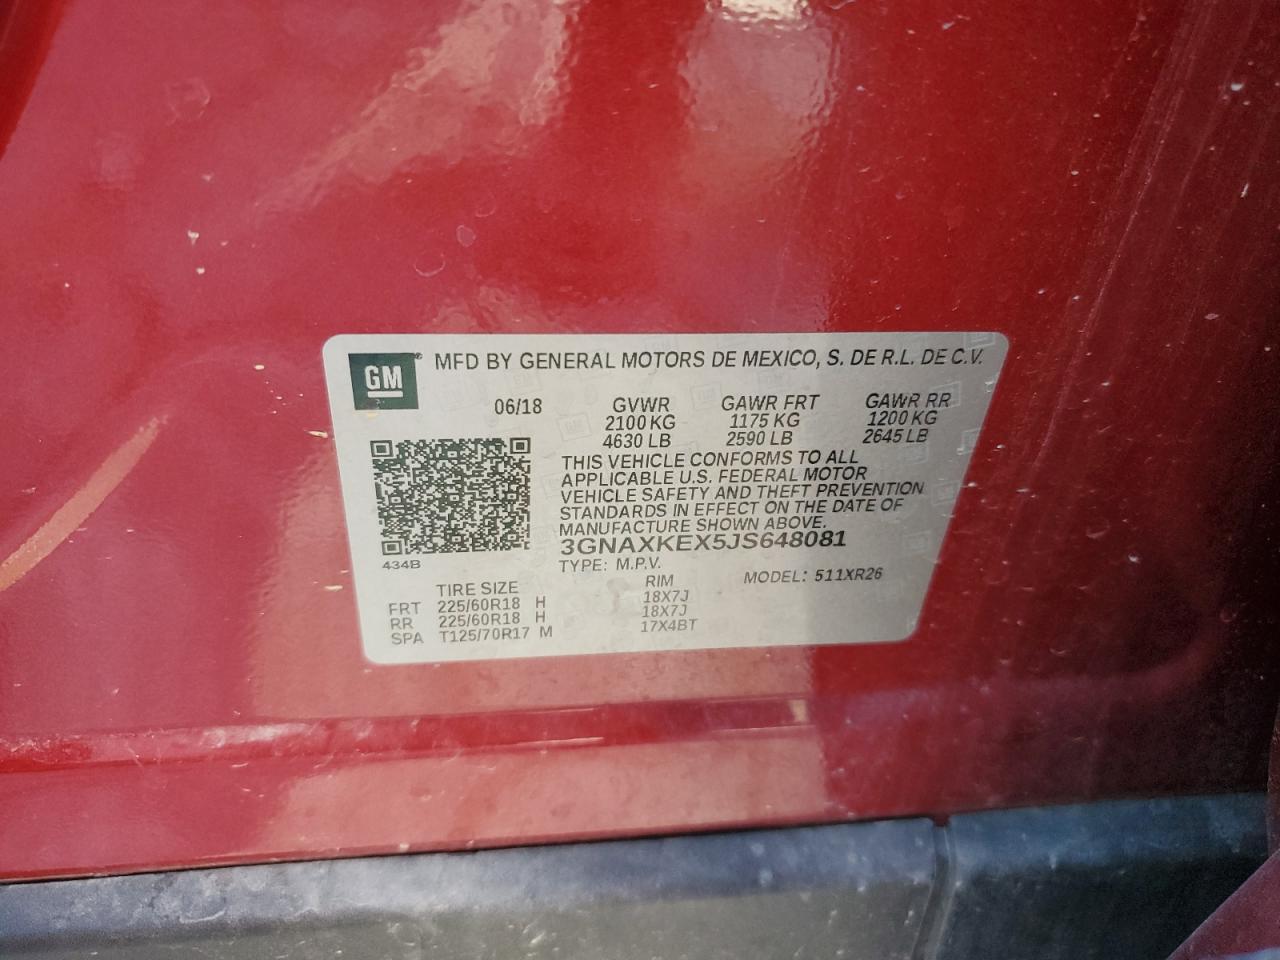 GM
MFD BY GENERAL MOTORS DE MEXICO, S. DE R.L. DE C.V.
06/18 GVWR GAWR FRT GAWR RR
2100 KG 1175 KG 1200 KG
4630 LB 2590 LB 2645 LB
THIS VEHICLE CONFORMS TO ALL
APPLICABLE U.S. FEDERAL MOTOR
VEHICLE SAFETY AND THEFT PREVENTION
STANDARDS IN EFFECT ON THE DATE OF
MANUFACTURE SHOWN ABOVE.
3GNAXKEX5JS648081
434B
TYPE: M.P.V. MODEL: 511XR26
TIRE SIZE RIM
FRT 225/60R18 H 18X7J
RR 225/60R18 H 18X7J
SPA T125/70R17 M 17X4BT